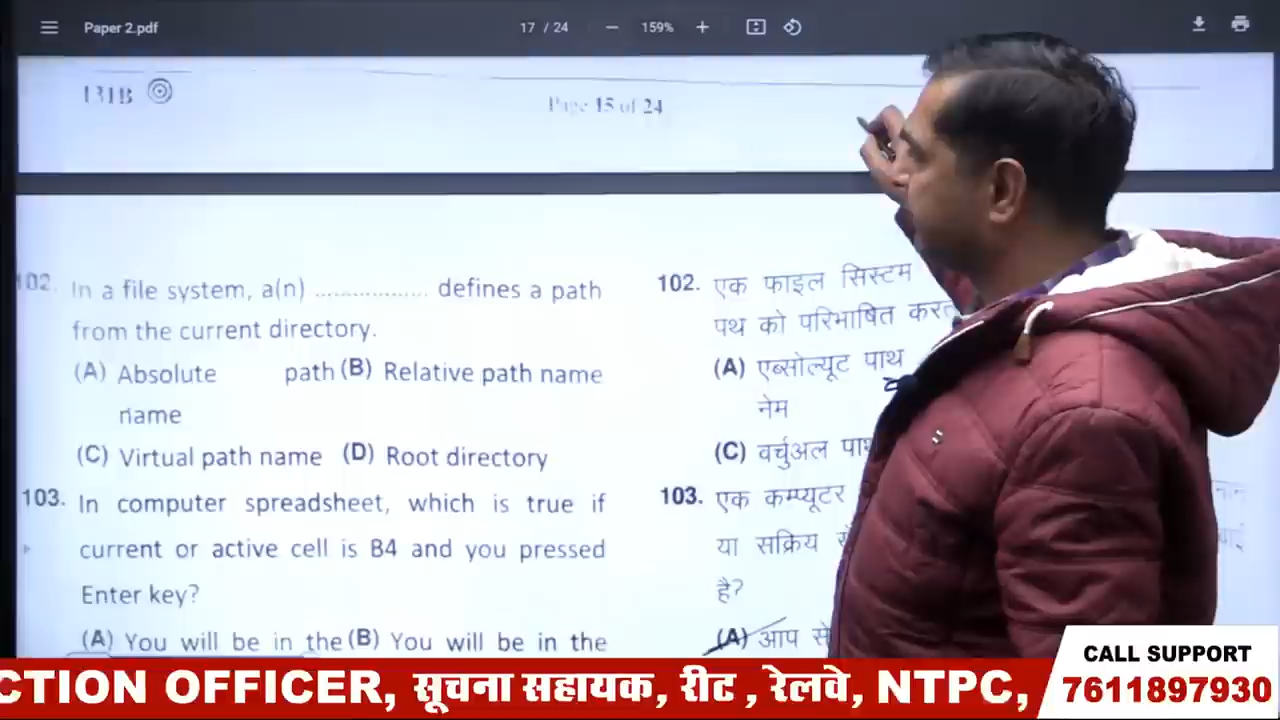 Paper 2.pdf
17 / 24
159%
131B
Page 15 of 24
102. In a file system, a(n) .................. defines a path
from the current directory.
(A) Absolute path (B) Relative path name
name
(C) Virtual path name (D) Root directory
103. In computer spreadsheet, which is true if
current or active cell is B4 and you pressed
Enter key?
(A) You will be in the (B) You will be in the
102. एक फाइल सिस्टम
पथ को परिभाषित
(A) एब्सोल्यूट पाथ
नेम
(C) वर्चुअल
103. एक कम्प्यूटर
या सक्रिय
है?
(A) आप
CTION OFFICER, सूचना सहायक, रीट , रेलवे, NTPC,
CALL SUPPORT
7611897930